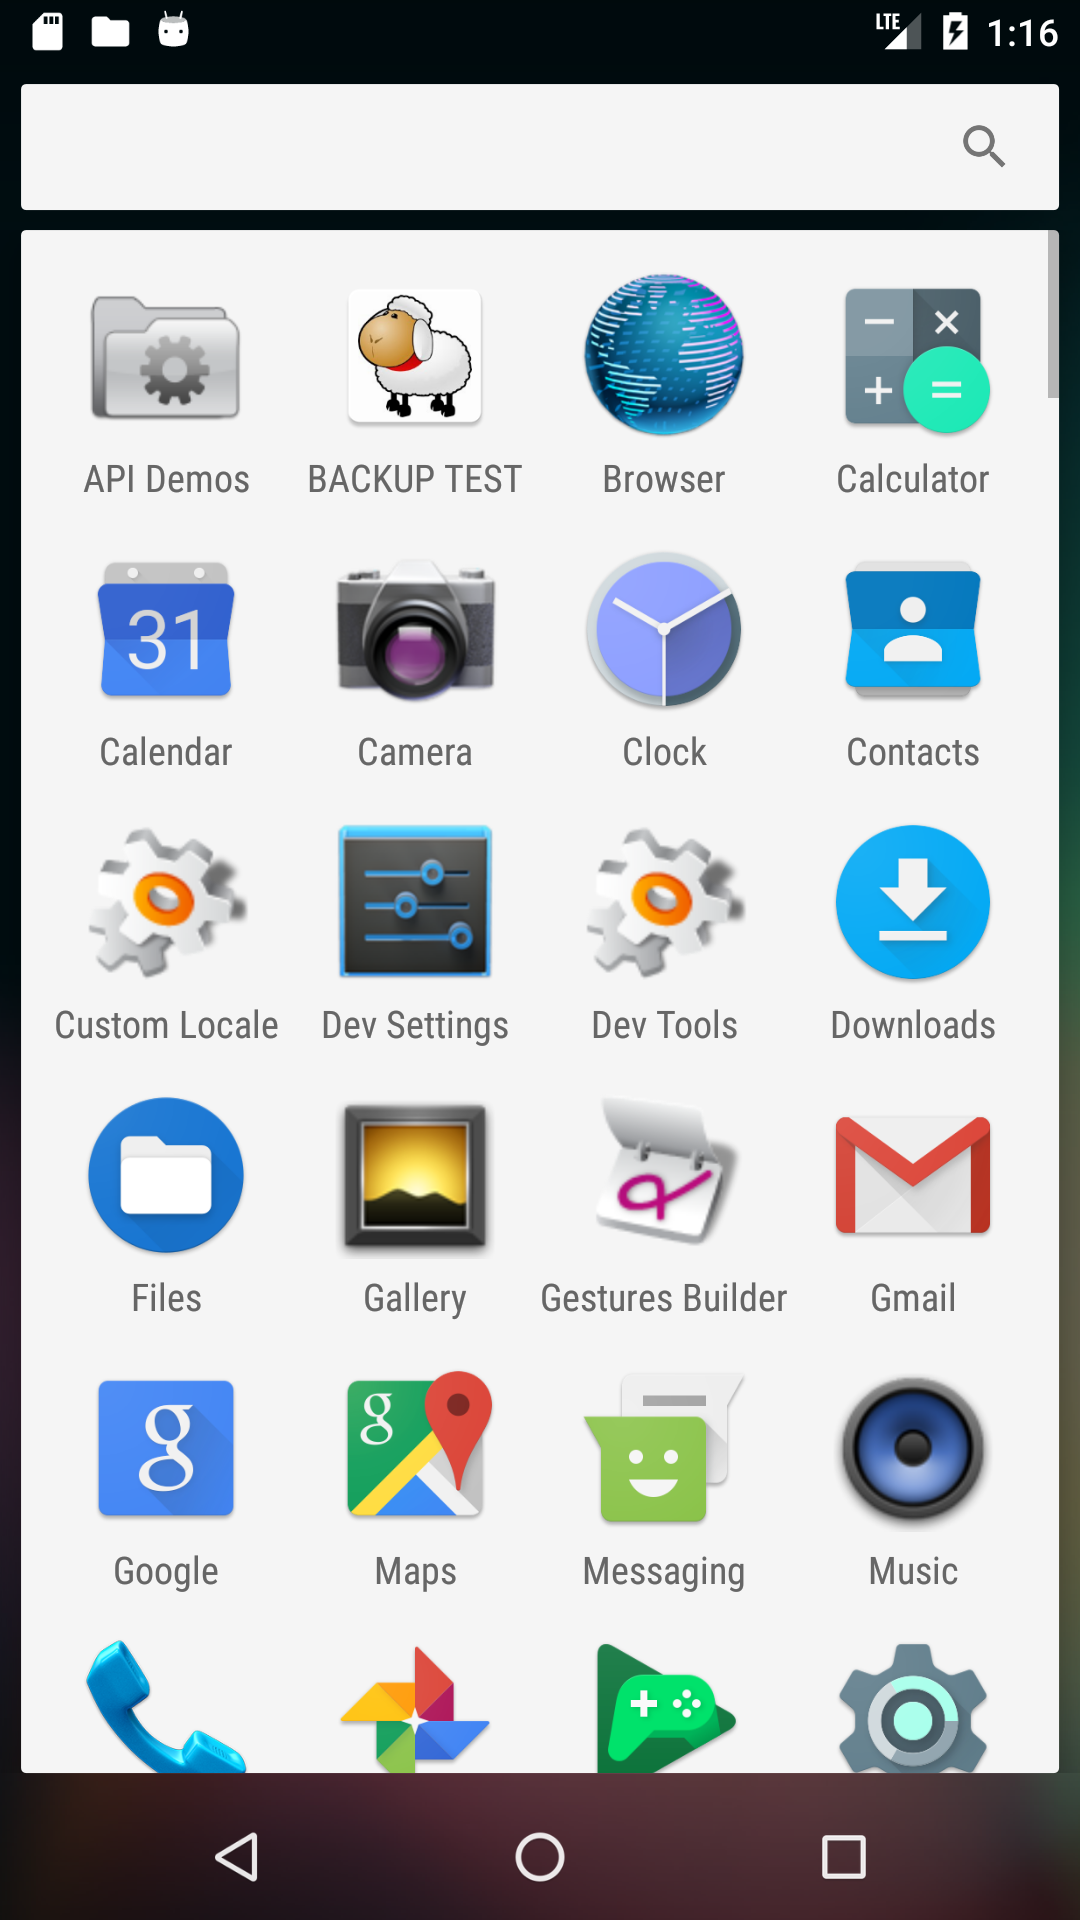 LTE 1:16
API Demos BACKUP TEST Browser Calculator
31
Calendar Camera Clock Contacts
Custom Locale Dev Settings Dev Tools Downloads
Files Gallery Gestures Builder Gmail
g g
Google Maps Messaging Music